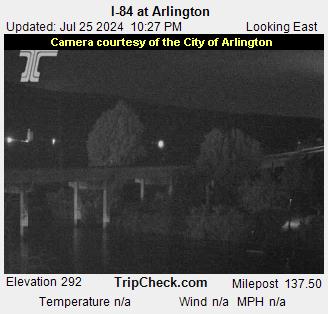 I-84 at Arlington
Updated: Jul 25 2024 10:27 PM Looking East
Camera courtesy of the City of Arlington
Elevation 292 TripCheck.com Milepost 137.50
Temperature n/a Wind n/a MPH n/a